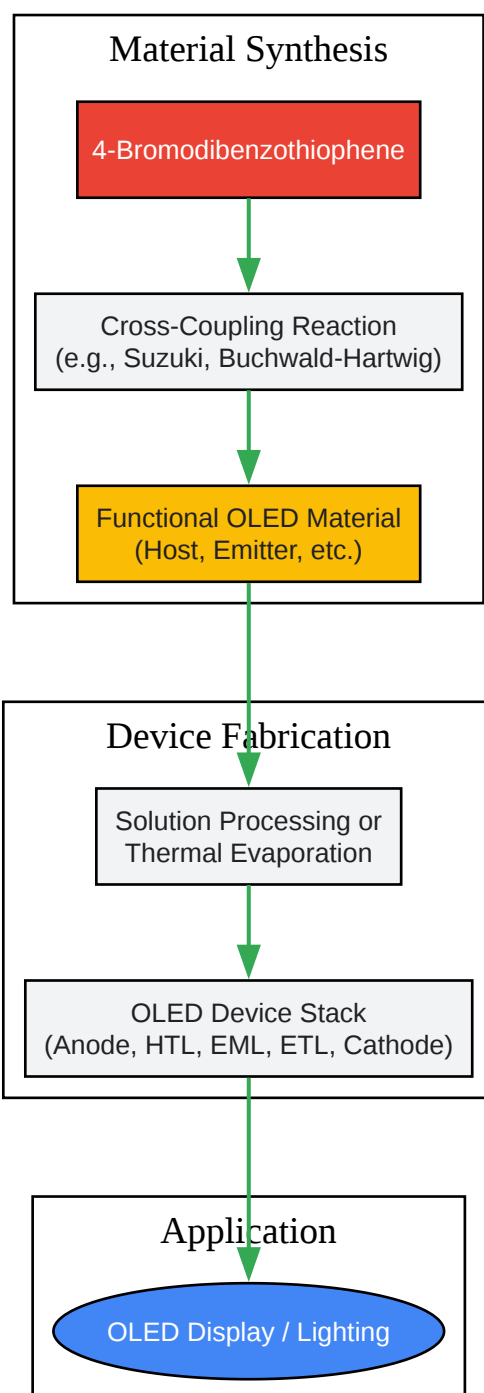 Material Synthesis
4-Bromodibenzothiophene
Cross-Coupling Reaction
(e.g., Suzuki, Buchwald-Hartwig)
Functional OLED Material
(Host, Emitter, etc.)
Device Fabrication
Solution Processing or
Thermal Evaporation
OLED Device Stack
(Anode, HTL, EML, ETL, Cathode)
Application
OLED Display / Lighting